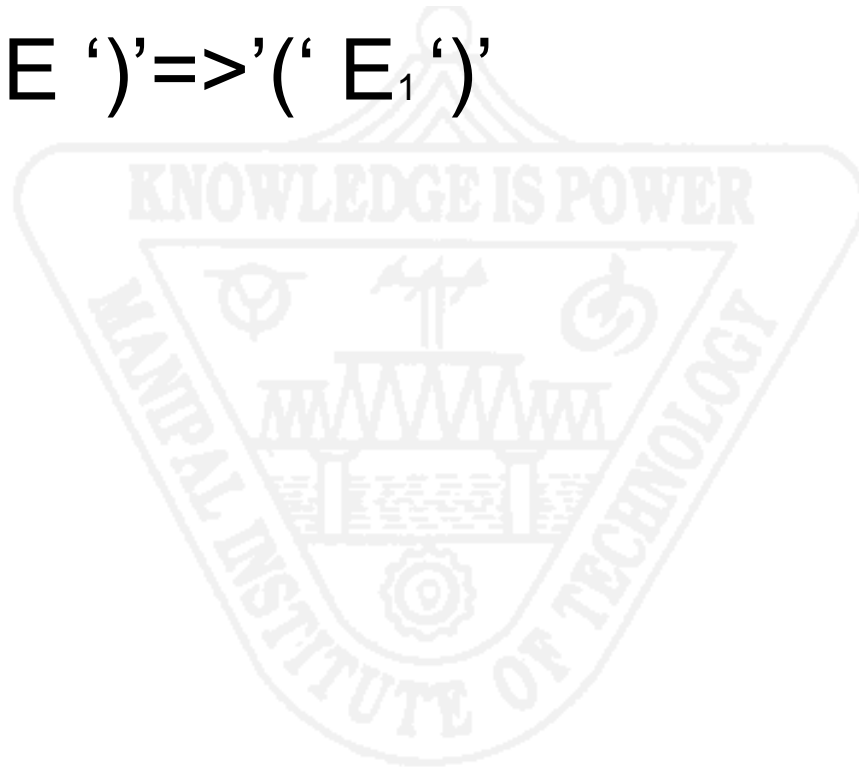 E ‘)’=>’(‘ E₁ ‘)’
KNOWLEDGE IS POWER
MANIPAL INSTITUTE OF TECHNOLOGY